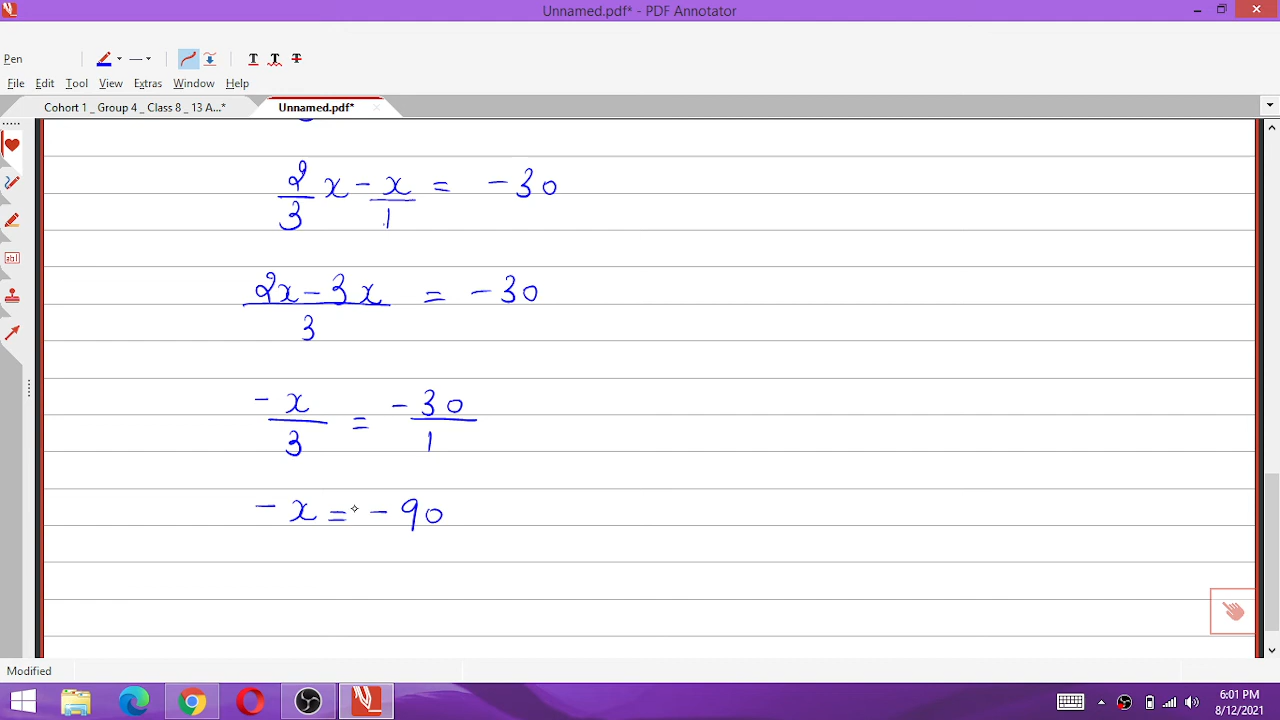 Unnamed.pdf* - PDF Annotator
Pen
T T T
File Edit Tool View Extras Window Help
Cohort 1 _ Group 4 _ Class 8 _ 13 A...* Unnamed.pdf*
2/3 x - x/1 = -30
(2x - 3x)/3 = -30
-x/3 = -30/1
-x = -90
Modified
6:01 PM
8/12/2021